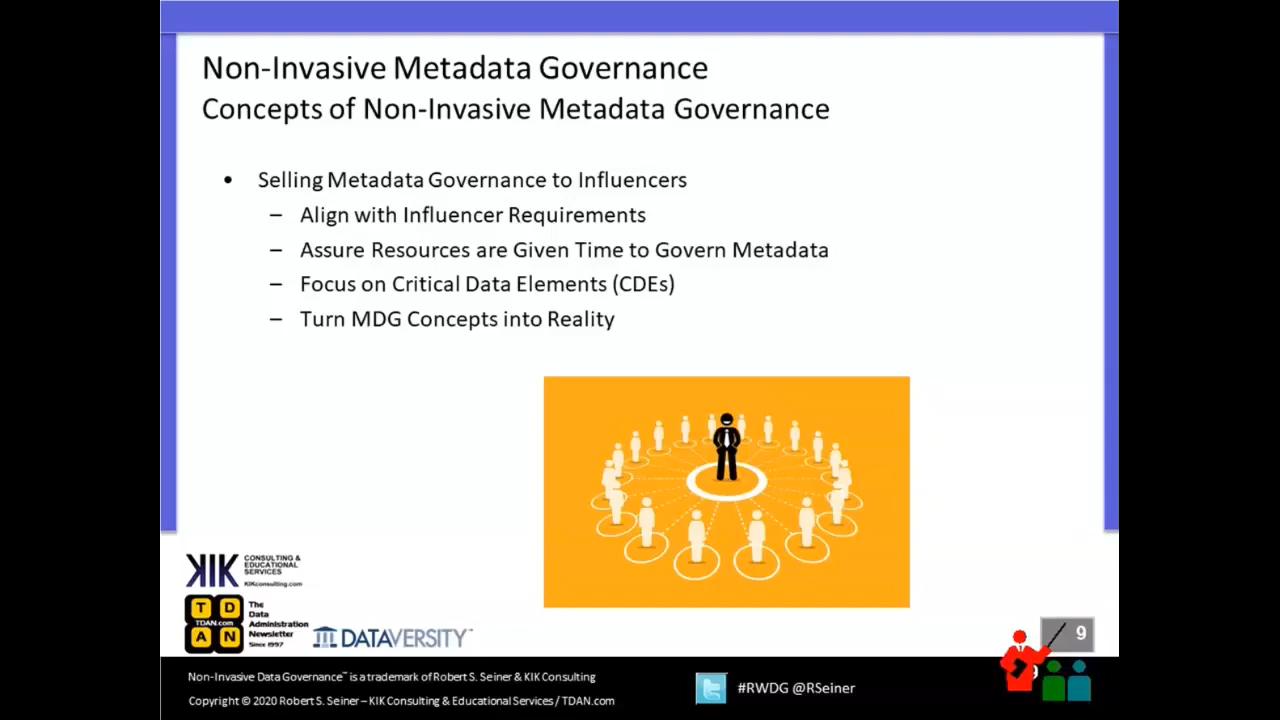 Non-Invasive Metadata Governance
Concepts of Non-Invasive Metadata Governance
• Selling Metadata Governance to Influencers
– Align with Influencer Requirements
– Assure Resources are Given Time to Govern Metadata
– Focus on Critical Data Elements (CDEs)
– Turn MDG Concepts into Reality
KIK CONSULTING &
EDUCATIONAL
SERVICES
KIKconsulting.com
T D
TDAN.com
A N
The
Data
Administration
Newsletter
Since 1997
DATAVERSITY™
9
9
Non-Invasive Data Governance™ is a trademark of Robert S. Seiner & KIK Consulting
Copyright © 2020 Robert S. Seiner – KIK Consulting & Educational Services / TDAN.com
#RWDG @RSeiner